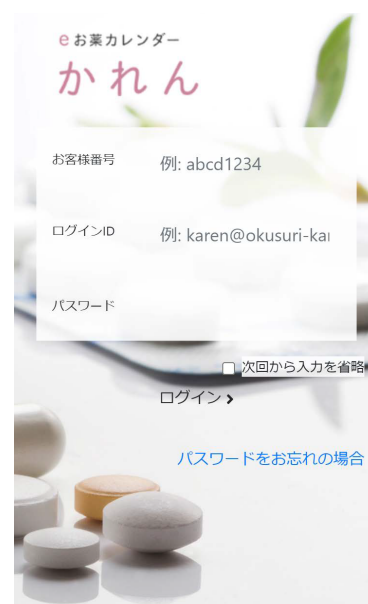 eお薬カレンダー
かれん
お客様番号 例: abcd1234
ログインID 例: karen@okusuri-kar
パスワード
次回から入力を省略
ログイン
パスワードをお忘れの場合